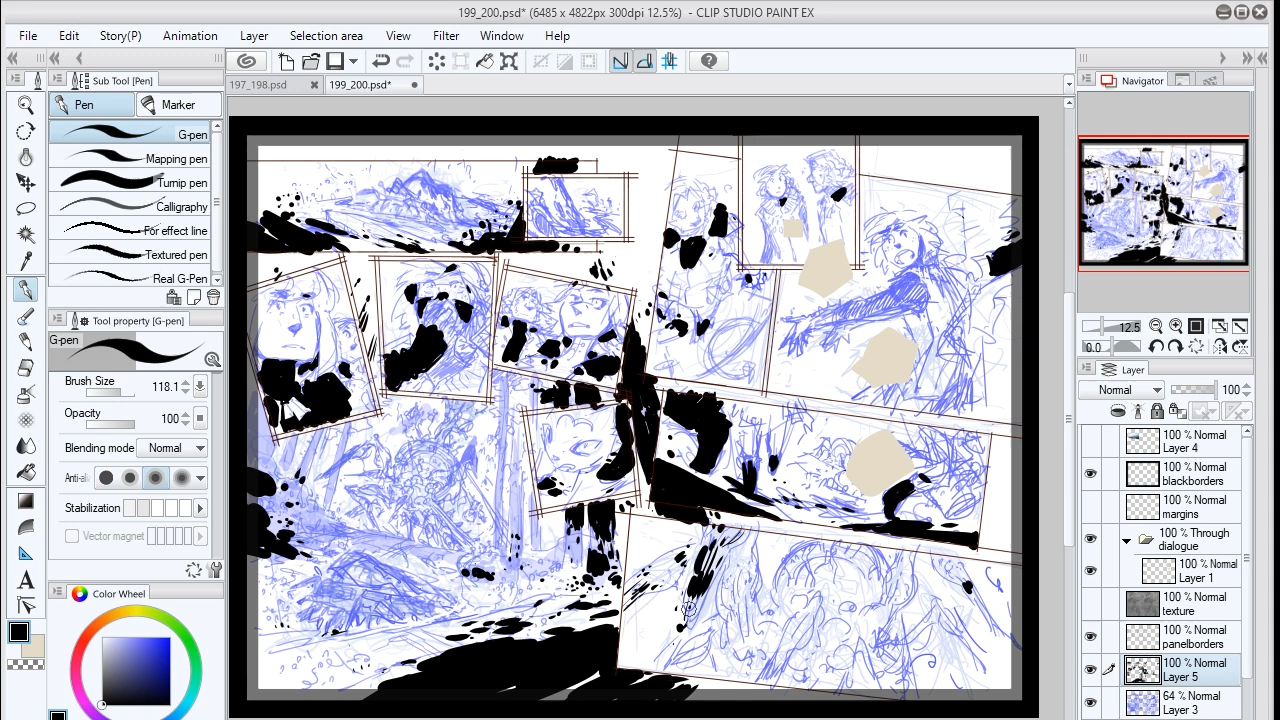 199_200.psd* (6485 x 4822px 300dpi 12.5%)  - CLIP STUDIO PAINT EX
File Edit Story(P) Animation Layer Selection area View Filter Window Help
Sub Tool [Pen]
197_198.psd 199_200.psd*
Navigator
Pen Marker
G-pen
Mapping pen
Turnip pen
Calligraphy
For effect line
Textured pen
Real G-Pen
Tool property [G-pen]
G-pen
Brush Size 118.1
Opacity 100
Blending mode Normal
Anti-ali
Stabilization
Vector magnet
Color Wheel
12.5
0.0
Layer
Normal 100
100 % Normal
Layer 4
100 % Normal
blackborders
100 % Normal
margins
100 % Through
dialogue
100 % Normal
Layer 1
100 % Normal
texture
100 % Normal
panelborders
100 % Normal
Layer 5
64 % Normal
Layer 3